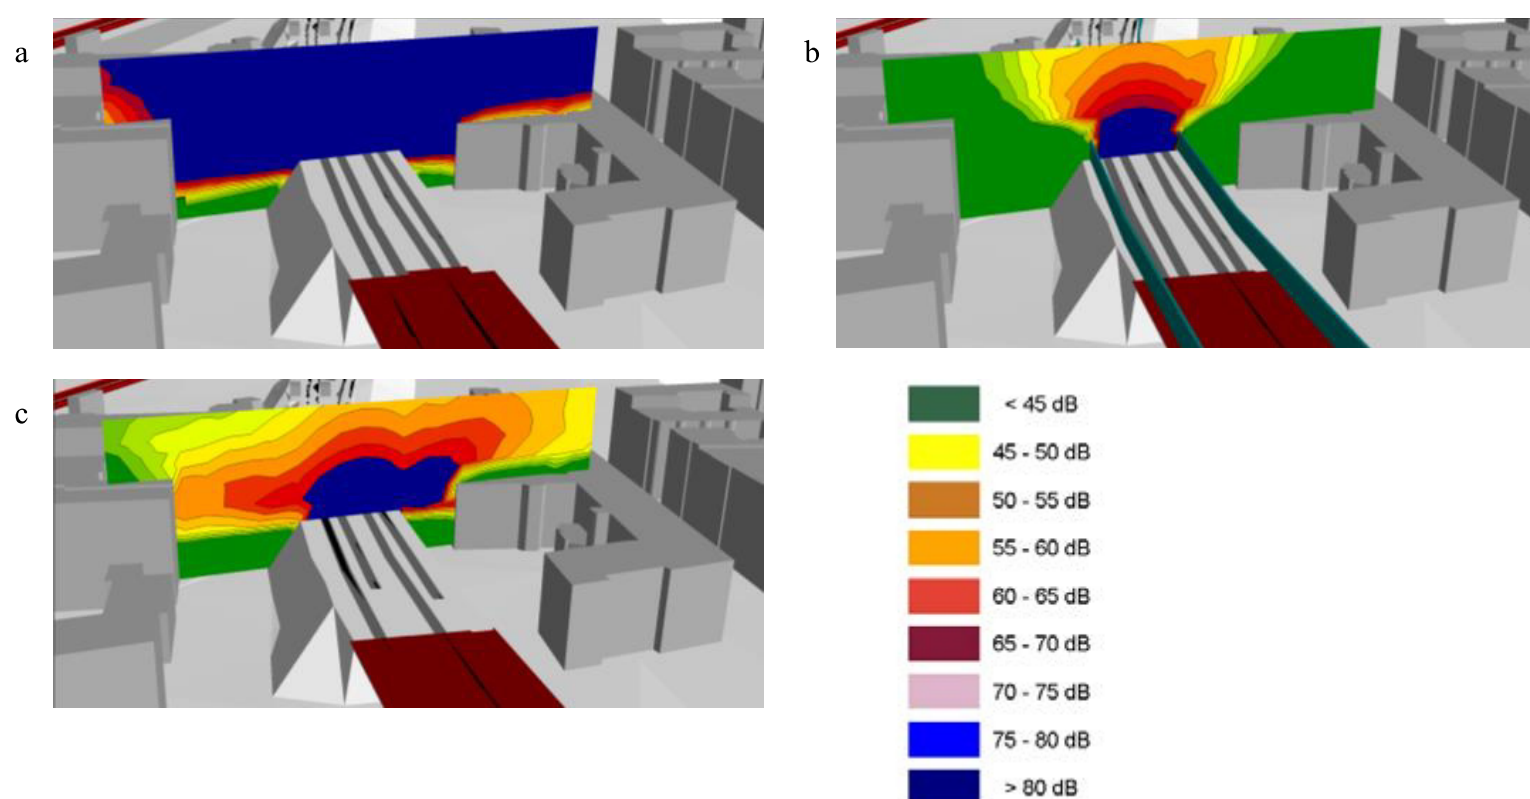 a
b
c
< 45 dB
45 - 50 dB
50 - 55 dB
55 - 60 dB
60 - 65 dB
65 - 70 dB
70 - 75 dB
75 - 80 dB
> 80 dB